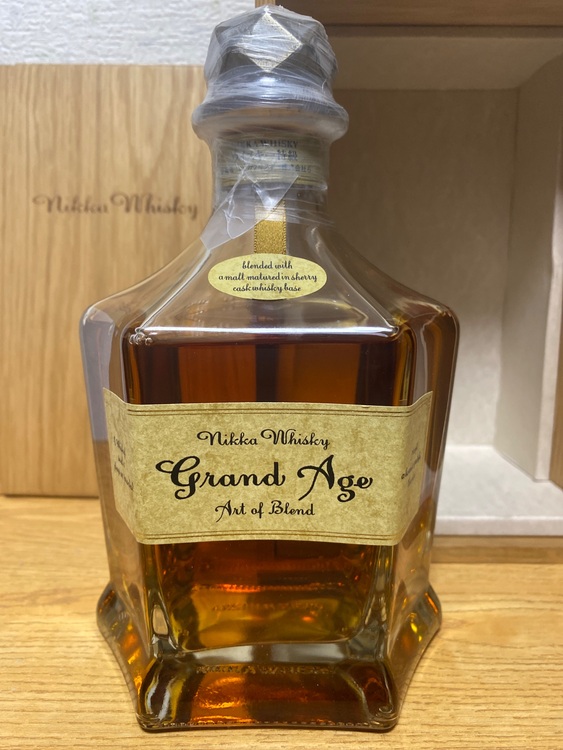 Nikka Whisky
blended with
a malt matured in sherry
cask whisky base
Nikka Whisky
Grand Age
Art of Blend